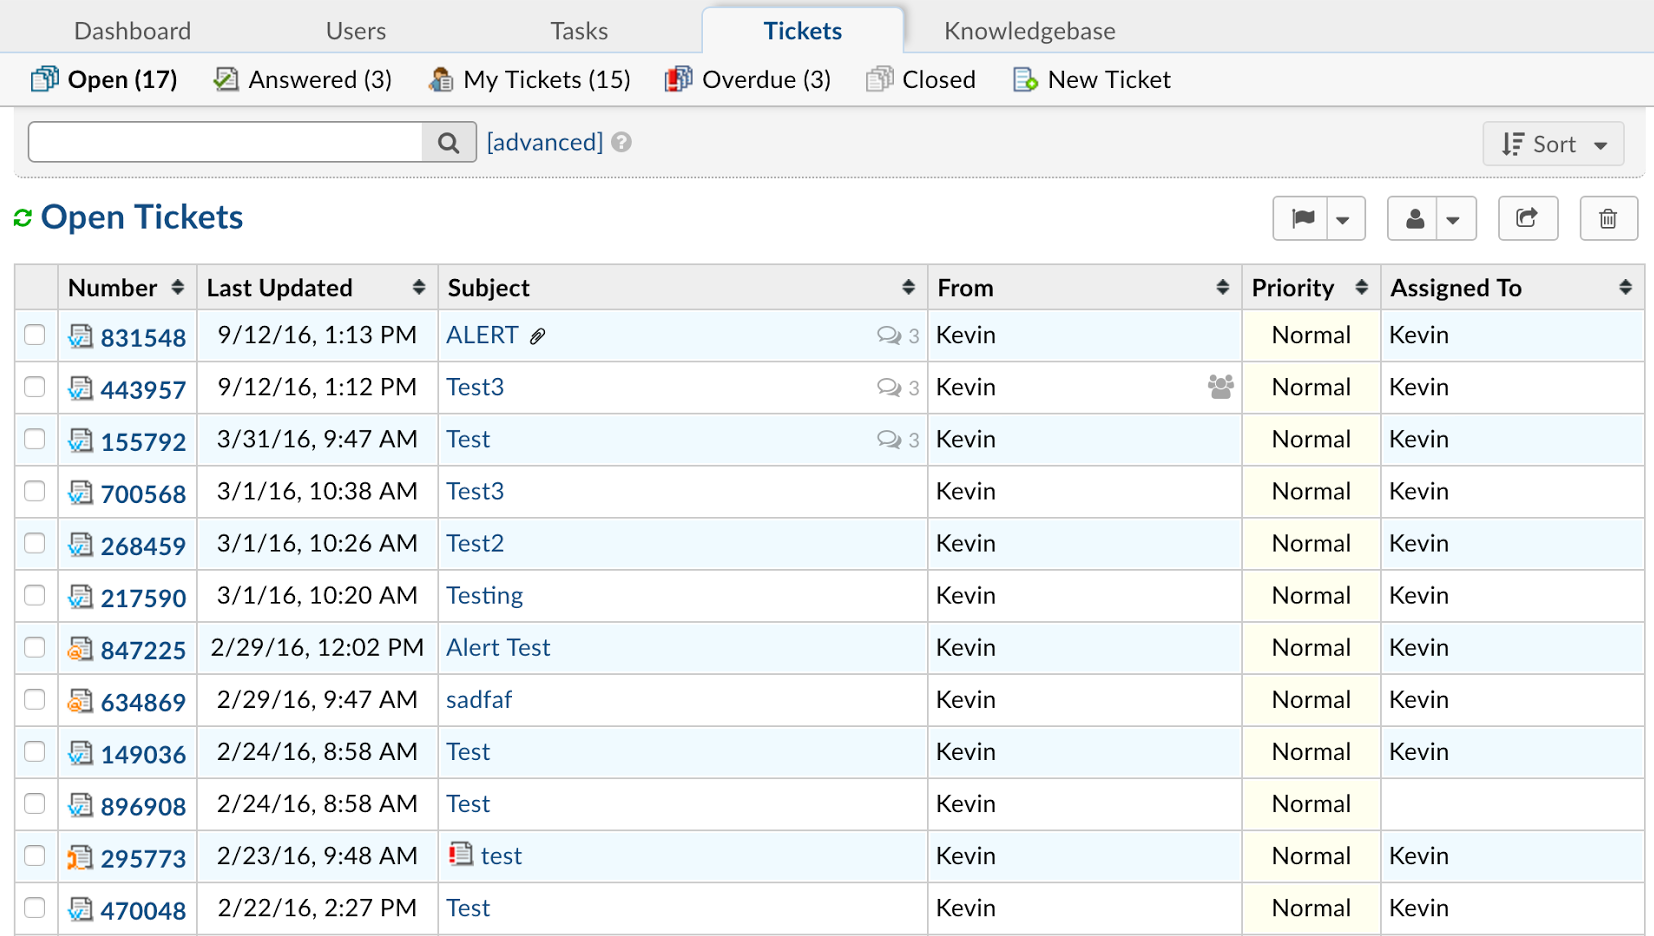 Dashboard Users Tasks Tickets Knowledgebase
Open (17) Answered (3) My Tickets (15) Overdue (3) Closed New Ticket
[advanced] ? Sort
Open Tickets
Number Last Updated Subject From Priority Assigned To
831548 9/12/16, 1:13 PM ALERT 3 Kevin Normal Kevin
443957 9/12/16, 1:12 PM Test3 3 Kevin Normal Kevin
155792 3/31/16, 9:47 AM Test 3 Kevin Normal Kevin
700568 3/1/16, 10:38 AM Test3 Kevin Normal Kevin
268459 3/1/16, 10:26 AM Test2 Kevin Normal Kevin
217590 3/1/16, 10:20 AM Testing Kevin Normal Kevin
847225 2/29/16, 12:02 PM Alert Test Kevin Normal Kevin
634869 2/29/16, 9:47 AM sadfaf Kevin Normal Kevin
149036 2/24/16, 8:58 AM Test Kevin Normal Kevin
896908 2/24/16, 8:58 AM Test Kevin Normal
295773 2/23/16, 9:48 AM test Kevin Normal Kevin
470048 2/22/16, 2:27 PM Test Kevin Normal Kevin